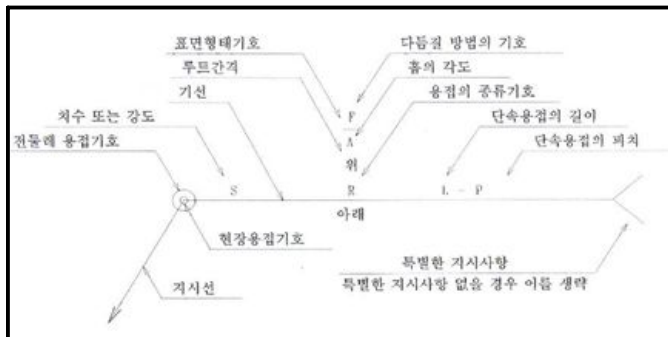 표면형태기호
다듬질 방법의 기호
루트간격
홈의 각도
기선
용접의 종류기호
F
치수 또는 강도
단속용접의 길이
A
전둘레 용접기호
단속용접의 피치
위
S
R
L - P
아래
현장용접기호
특별한 지시사항
지시선
특별한 지시사항 없을 경우 이를 생략